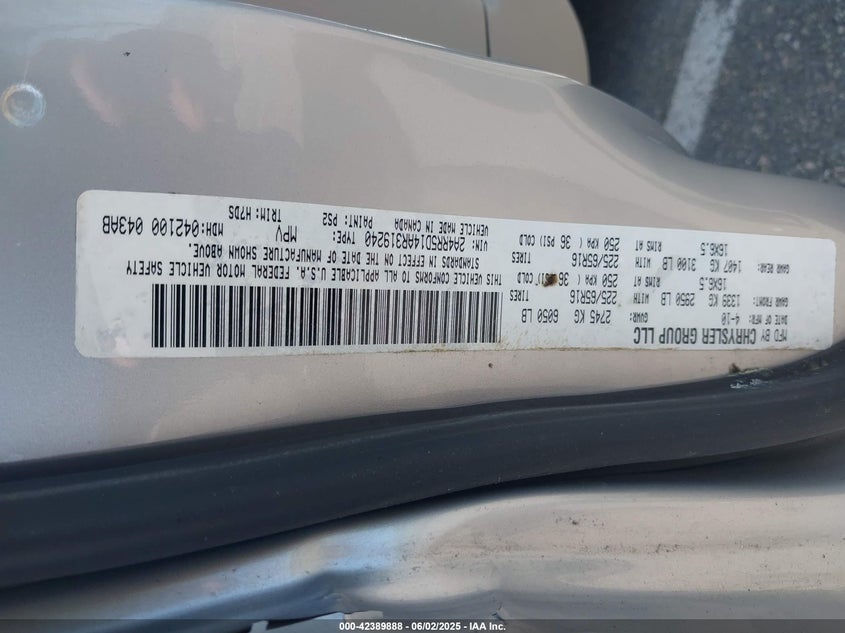 MFD BY CHRYSLER GROUP LLC
DATE OF MFR: 4-10 GVWR: 2745 KG 6050 LB
GAWR FRONT: 1339 KG 2950 LB WITH 225/65R16 TIRES
16X6.5 RIMS AT 250 KPA ( 36 PSI) COLD
GAWR REAR: 1407 KG 3100 LB WITH 225/65R16 TIRES
16X6.5 RIMS AT 250 KPA ( 36 PSI) COLD
THIS VEHICLE CONFORMS TO ALL APPLICABLE U.S.A. FEDERAL MOTOR VEHICLE SAFETY
STANDARDS IN EFFECT ON THE DATE OF MANUFACTURE SHOWN ABOVE.
VIN: 2A4RR5D14AR319240 TYPE: MPV MDH:042100 043AB
VEHICLE MADE IN CANADA PAINT: PS2 TRIM: H7DS
000-42389888 - 06/02/2025 - IAA Inc.